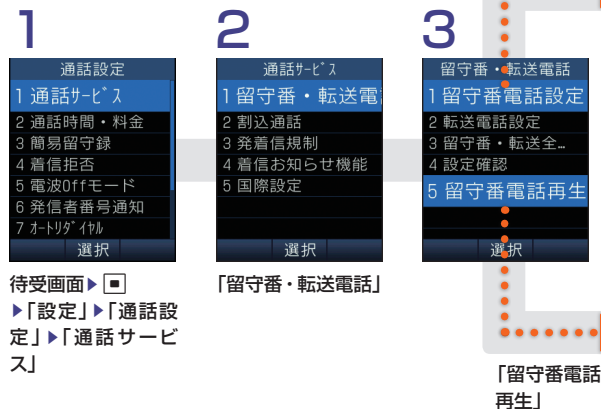 1
通話設定
1 通話ｻｰﾋﾞｽ
2 通話時間・料金
3 簡易留守録
4 着信拒否
5 電波Offモード
6 発信者番号通知
7 ｵｰﾄﾘﾀﾞｲﾔﾙ
選択
待受画面▶■
▶「設定」▶「通話設
定」▶「通話サービ
ス」
2
通話ｻｰﾋﾞｽ
1 留守番・転送電
2 割込通話
3 発着信規制
4 着信お知らせ機能
5 国際設定
選択
「留守番・転送電話」
3
留守番・転送電話
1 留守番電話設定
2 転送電話設定
3 留守番・転送全…
4 設定確認
5 留守番電話再生
選択
「留守番電話
再生」